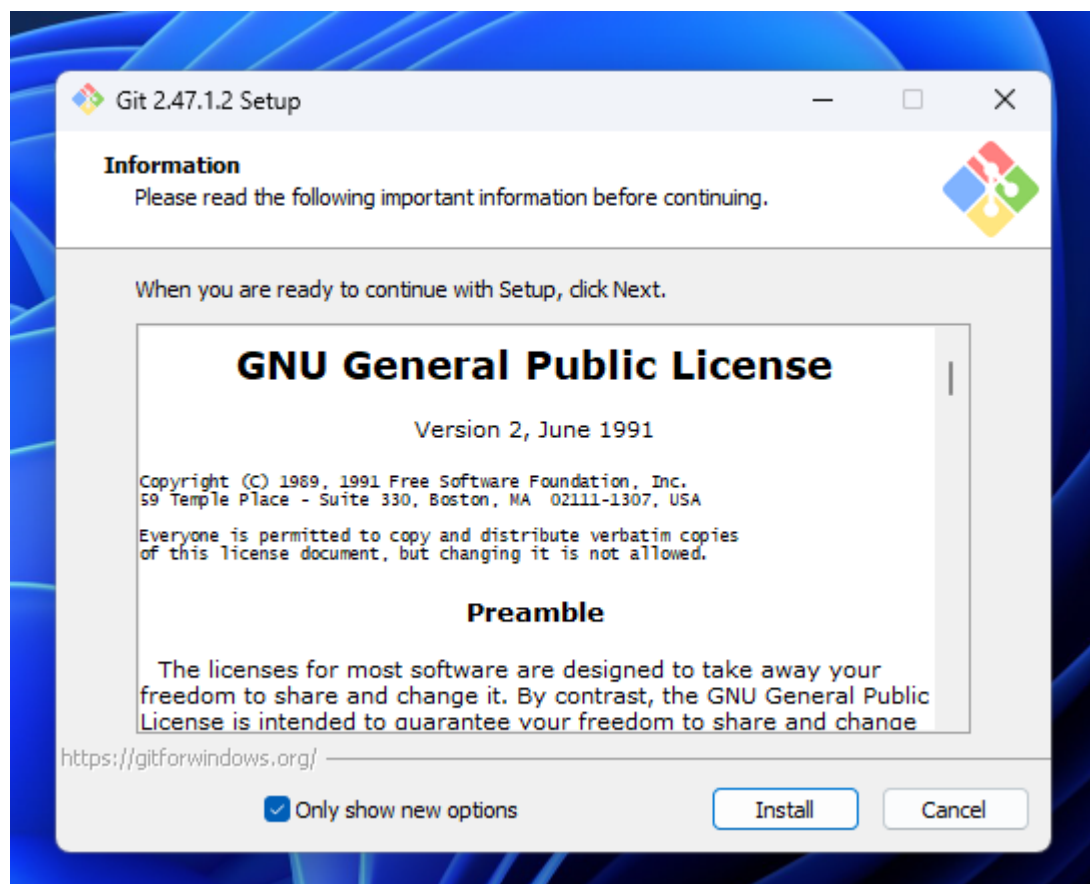 Git 2.47.1.2 Setup
Information
Please read the following important information before continuing.
When you are ready to continue with Setup, click Next.
GNU General Public License
Version 2, June 1991
Copyright (C) 1989, 1991 Free Software Foundation, Inc.
59 Temple Place - Suite 330, Boston, MA  02111-1307, USA
Everyone is permitted to copy and distribute verbatim copies
of this license document, but changing it is not allowed.
Preamble
The licenses for most software are designed to take away your
freedom to share and change it. By contrast, the GNU General Public
License is intended to guarantee your freedom to share and change
https://gitforwindows.org/
Only show new options
Install
Cancel